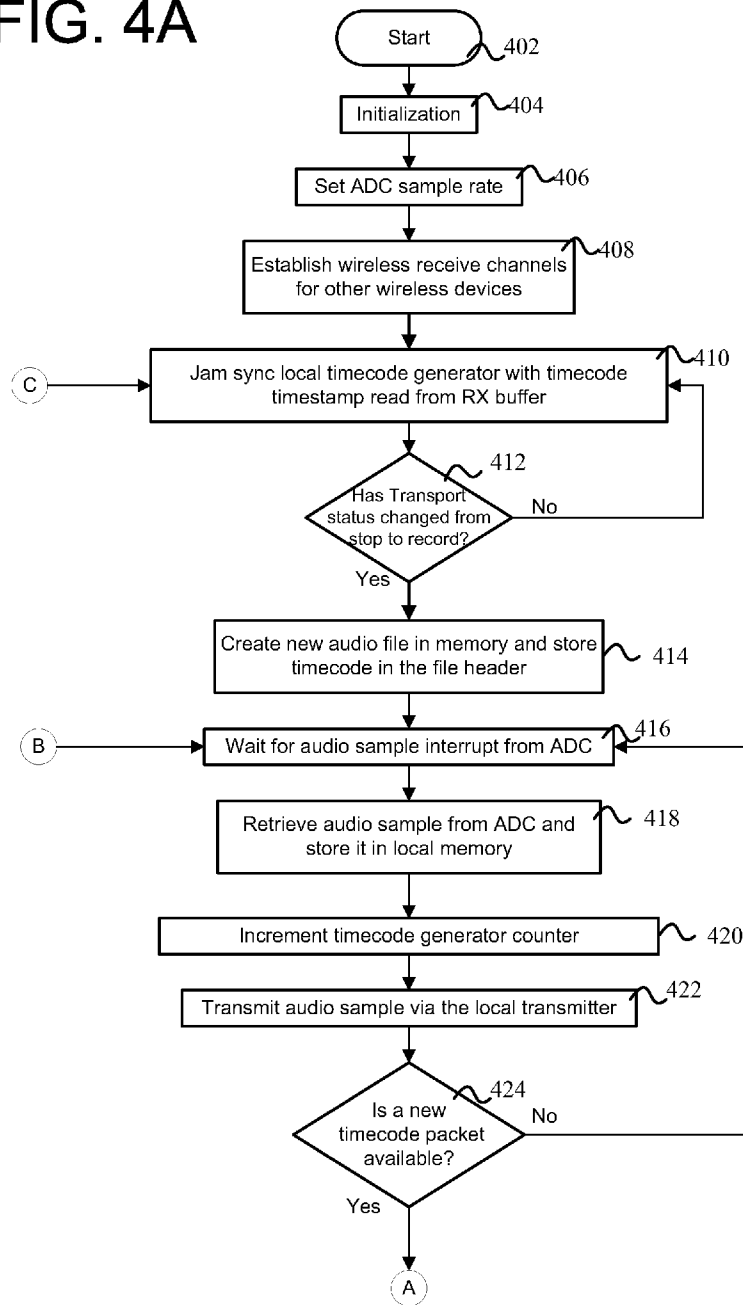 FIG. 4A
Start
402
Initialization
404
Set ADC sample rate
406
Establish wireless receive channels
for other wireless devices
408
C
Jam sync local timecode generator with timecode
timestamp read from RX buffer
410
Has Transport
status changed from
stop to record?
412
No
Yes
Create new audio file in memory and store
timecode in the file header
414
B
Wait for audio sample interrupt from ADC
416
Retrieve audio sample from ADC and
store it in local memory
418
Increment timecode generator counter
420
Transmit audio sample via the local transmitter
422
Is a new
timecode packet
available?
424
No
Yes
A